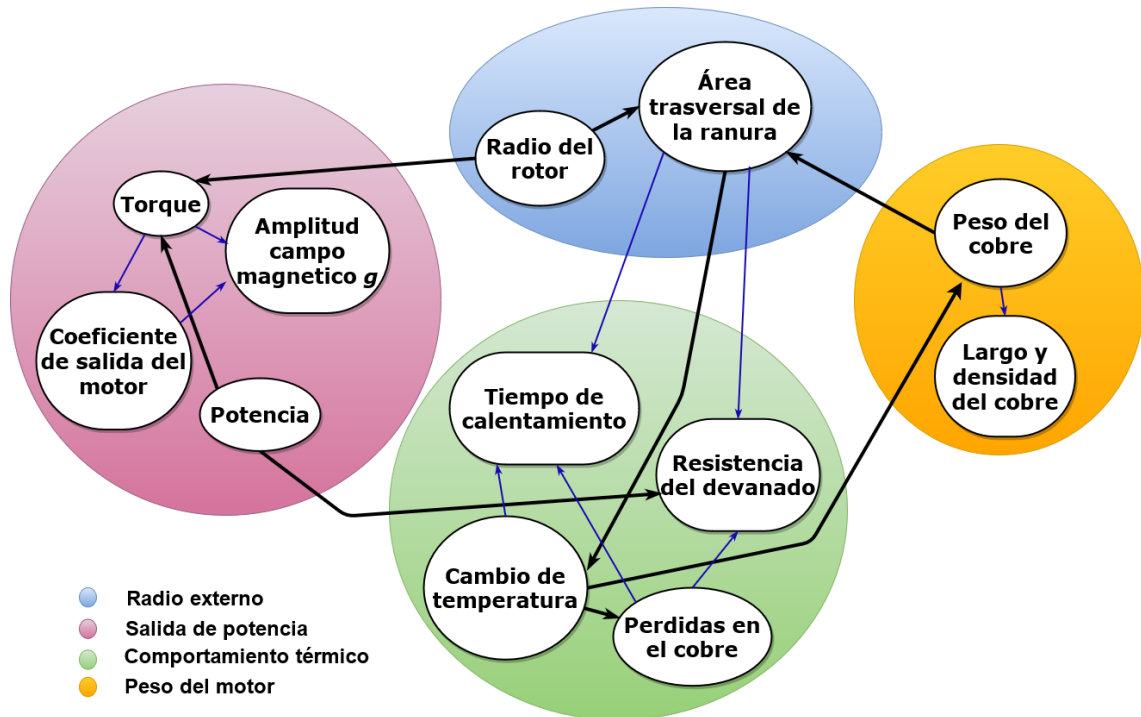 Área
trasversal de
la ranura
Radio del
rotor
Torque
Amplitud
campo
magnetico g
Peso del
cobre
Coeficiente
de salida del
motor
Largo y
densidad
del cobre
Potencia
Tiempo de
calentamiento
Resistencia
del devanado
Cambio de
temperatura
Perdidas en
el cobre
Radio externo
Salida de potencia
Comportamiento térmico
Peso del motor